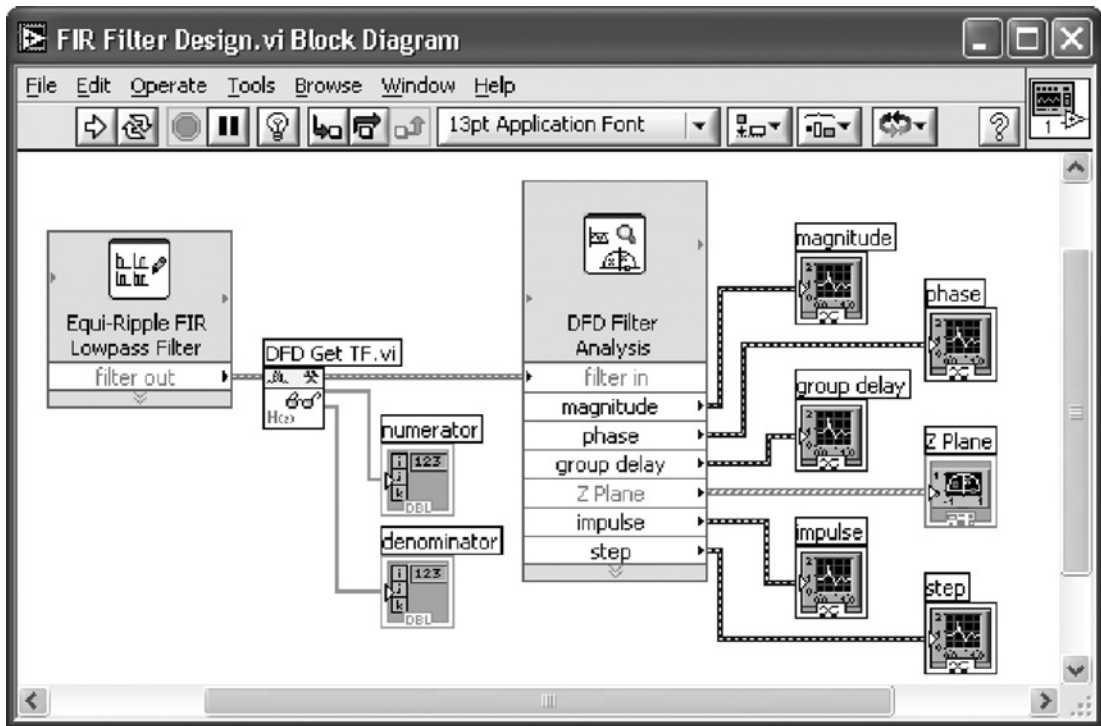 FIR Filter Design.vi Block Diagram
File Edit Operate Tools Browse Window Help
13pt Application Font
1
Equi-Ripple FIR
Lowpass Filter
filter out
DFD Get TF.vi
H(z)
numerator
123
DBL
denominator
123
DBL
DFD Filter
Analysis
filter in
magnitude
phase
group delay
Z Plane
impulse
step
magnitude
phase
group delay
Z Plane
impulse
step